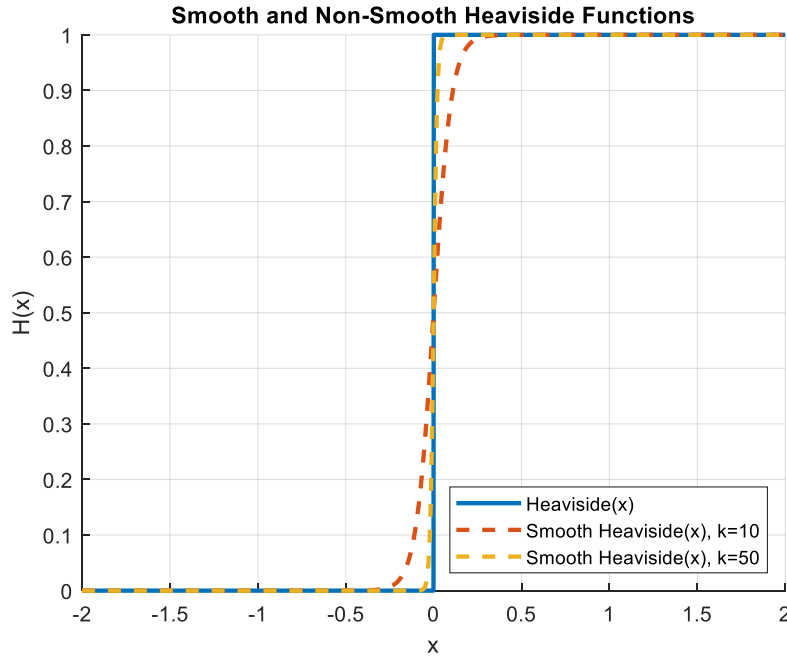 Smooth and Non-Smooth Heaviside Functions
1
0.9
0.8
0.7
0.6
0.5
0.4
0.3
0.2
0.1
0
H(x)
Heaviside(x)
Smooth Heaviside(x), k=10
Smooth Heaviside(x), k=50
-2 -1.5 -1 -0.5 0 0.5 1 1.5 2
x